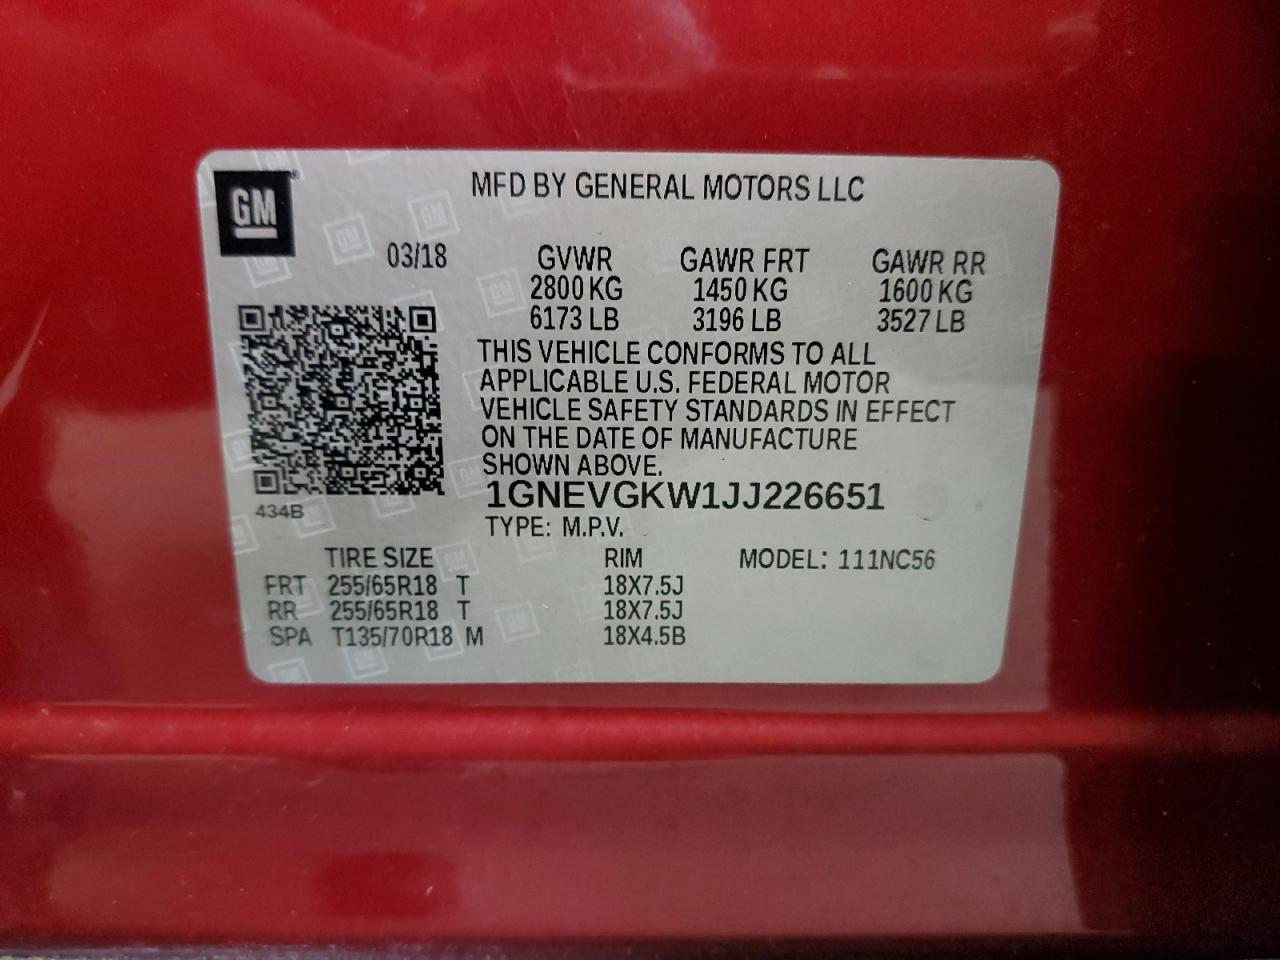 GM
MFD BY GENERAL MOTORS LLC
03/18 GVWR GAWR FRT GAWR RR
2800 KG 1450 KG 1600 KG
6173 LB 3196 LB 3527 LB
THIS VEHICLE CONFORMS TO ALL
APPLICABLE U.S. FEDERAL MOTOR
VEHICLE SAFETY STANDARDS IN EFFECT
ON THE DATE OF MANUFACTURE
SHOWN ABOVE.
1GNEVGKW1JJ226651
434B
TYPE: M.P.V.
TIRE SIZE RIM MODEL: 111NC56
FRT 255/65R18 T 18X7.5J
RR 255/65R18 T 18X7.5J
SPA T135/70R18 M 18X4.5B